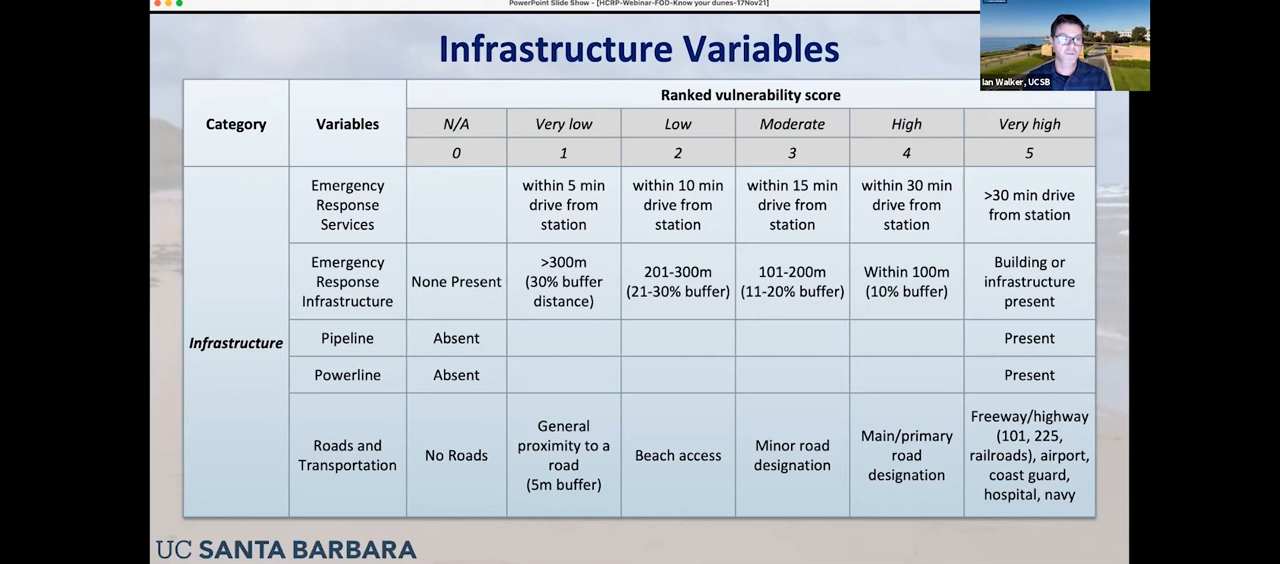 PowerPoint Slide Show - [HCRP-Webinar-FQD-Know your dunes-17Nov21]
Infrastructure Variables
Ian Walker, UCSB
Category
Variables
Ranked vulnerability score
N/A
Very low
Low
Moderate
High
Very high
0
1
2
3
4
5
Infrastructure
Emergency
Response
Services
within 5 min
drive from
station
within 10 min
drive from
station
within 15 min
drive from
station
within 30 min
drive from
station
>30 min drive
from station
Emergency
Response
Infrastructure
None Present
>300m
(30% buffer
distance)
201-300m
(21-30% buffer)
101-200m
(11-20% buffer)
Within 100m
(10% buffer)
Building or
infrastructure
present
Pipeline
Absent
Present
Powerline
Absent
Present
Roads and
Transportation
No Roads
General
proximity to a
road
(5m buffer)
Beach access
Minor road
designation
Main/primary
road
designation
Freeway/highway
(101, 225,
railroads), airport,
coast guard,
hospital, navy
UC SANTA BARBARA